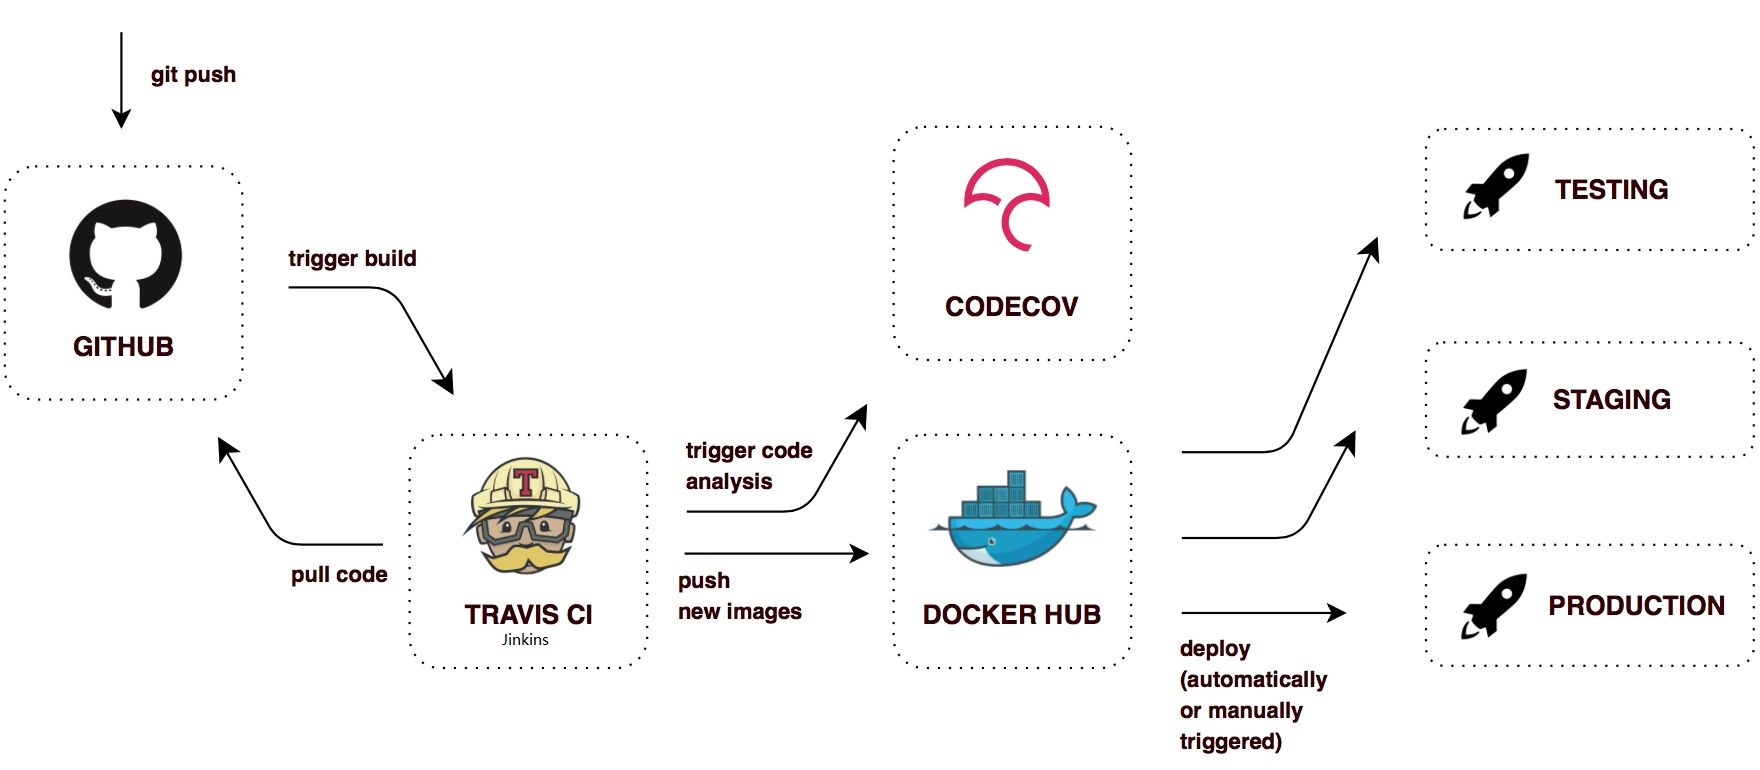 git push
GITHUB
trigger build
pull code
T
TRAVIS CI
Jinkins
trigger code
analysis
push
new images
CODECOV
DOCKER HUB
deploy
(automatically
or manually
triggered)
TESTING
STAGING
PRODUCTION